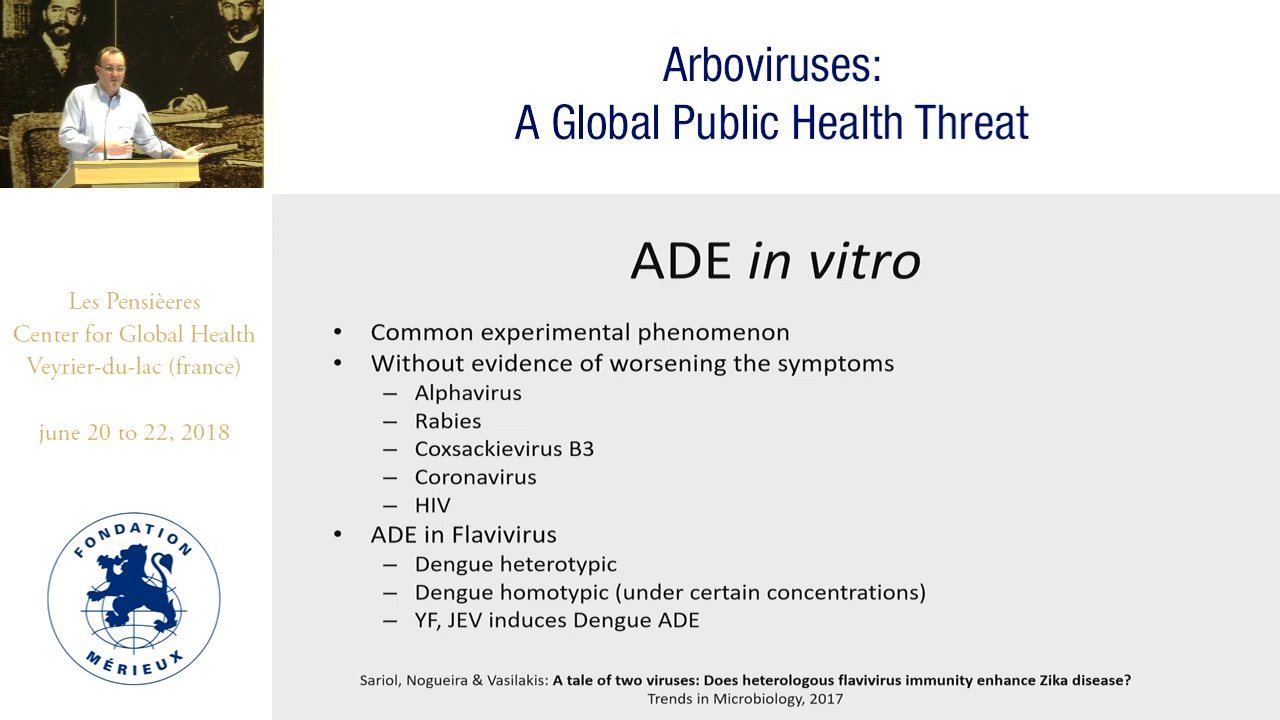 Arboviruses:
A Global Public Health Threat
Les Pensièeres
Center for Global Health
Veyrier-du-lac (france)
june 20 to 22, 2018
FONDATION
MÉRIEUX
ADE in vitro
• Common experimental phenomenon
• Without evidence of worsening the symptoms
– Alphavirus
– Rabies
– Coxsackievirus B3
– Coronavirus
– HIV
• ADE in Flavivirus
– Dengue heterotypic
– Dengue homotypic (under certain concentrations)
– YF, JEV induces Dengue ADE
Sariol, Nogueira & Vasilakis: A tale of two viruses: Does heterologous flavivirus immunity enhance Zika disease?
Trends in Microbiology, 2017